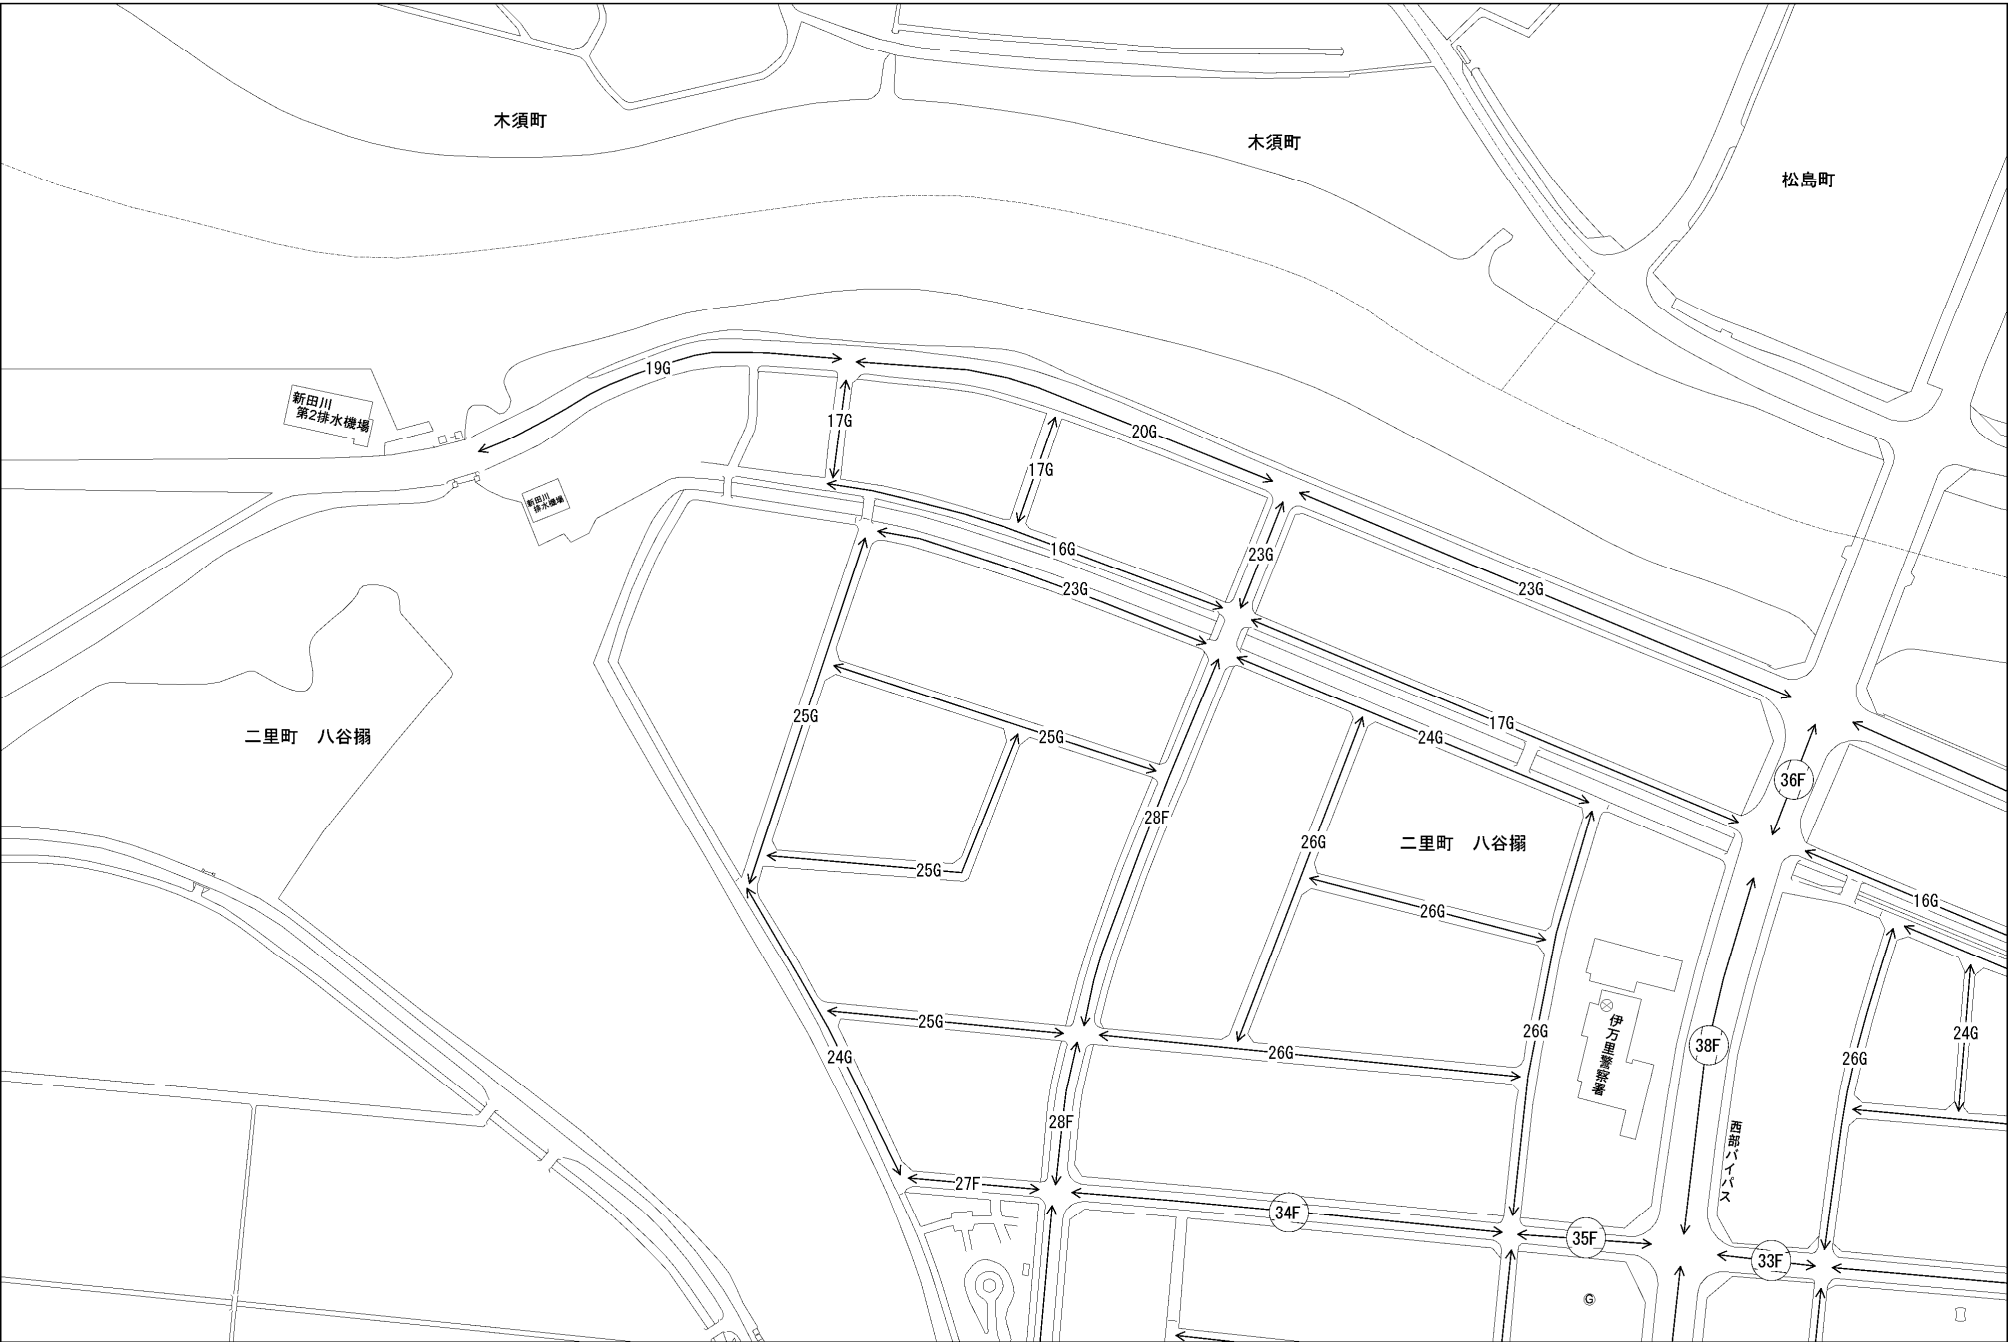 木須町
木須町
松島町
19G
新田川
第2排水機場
17G
20G
17G
新田川
排水機場
16G
23G
23G
23G
25G
25G
17G
24G
二里町　八谷搦
36F
28F
26G
二里町　八谷搦
25G
16G
26G
25G
伊万里警察署
26G
38F
24G
24G
26G
26G
28F
西部バイパス
27F
34F
35F
33F
G